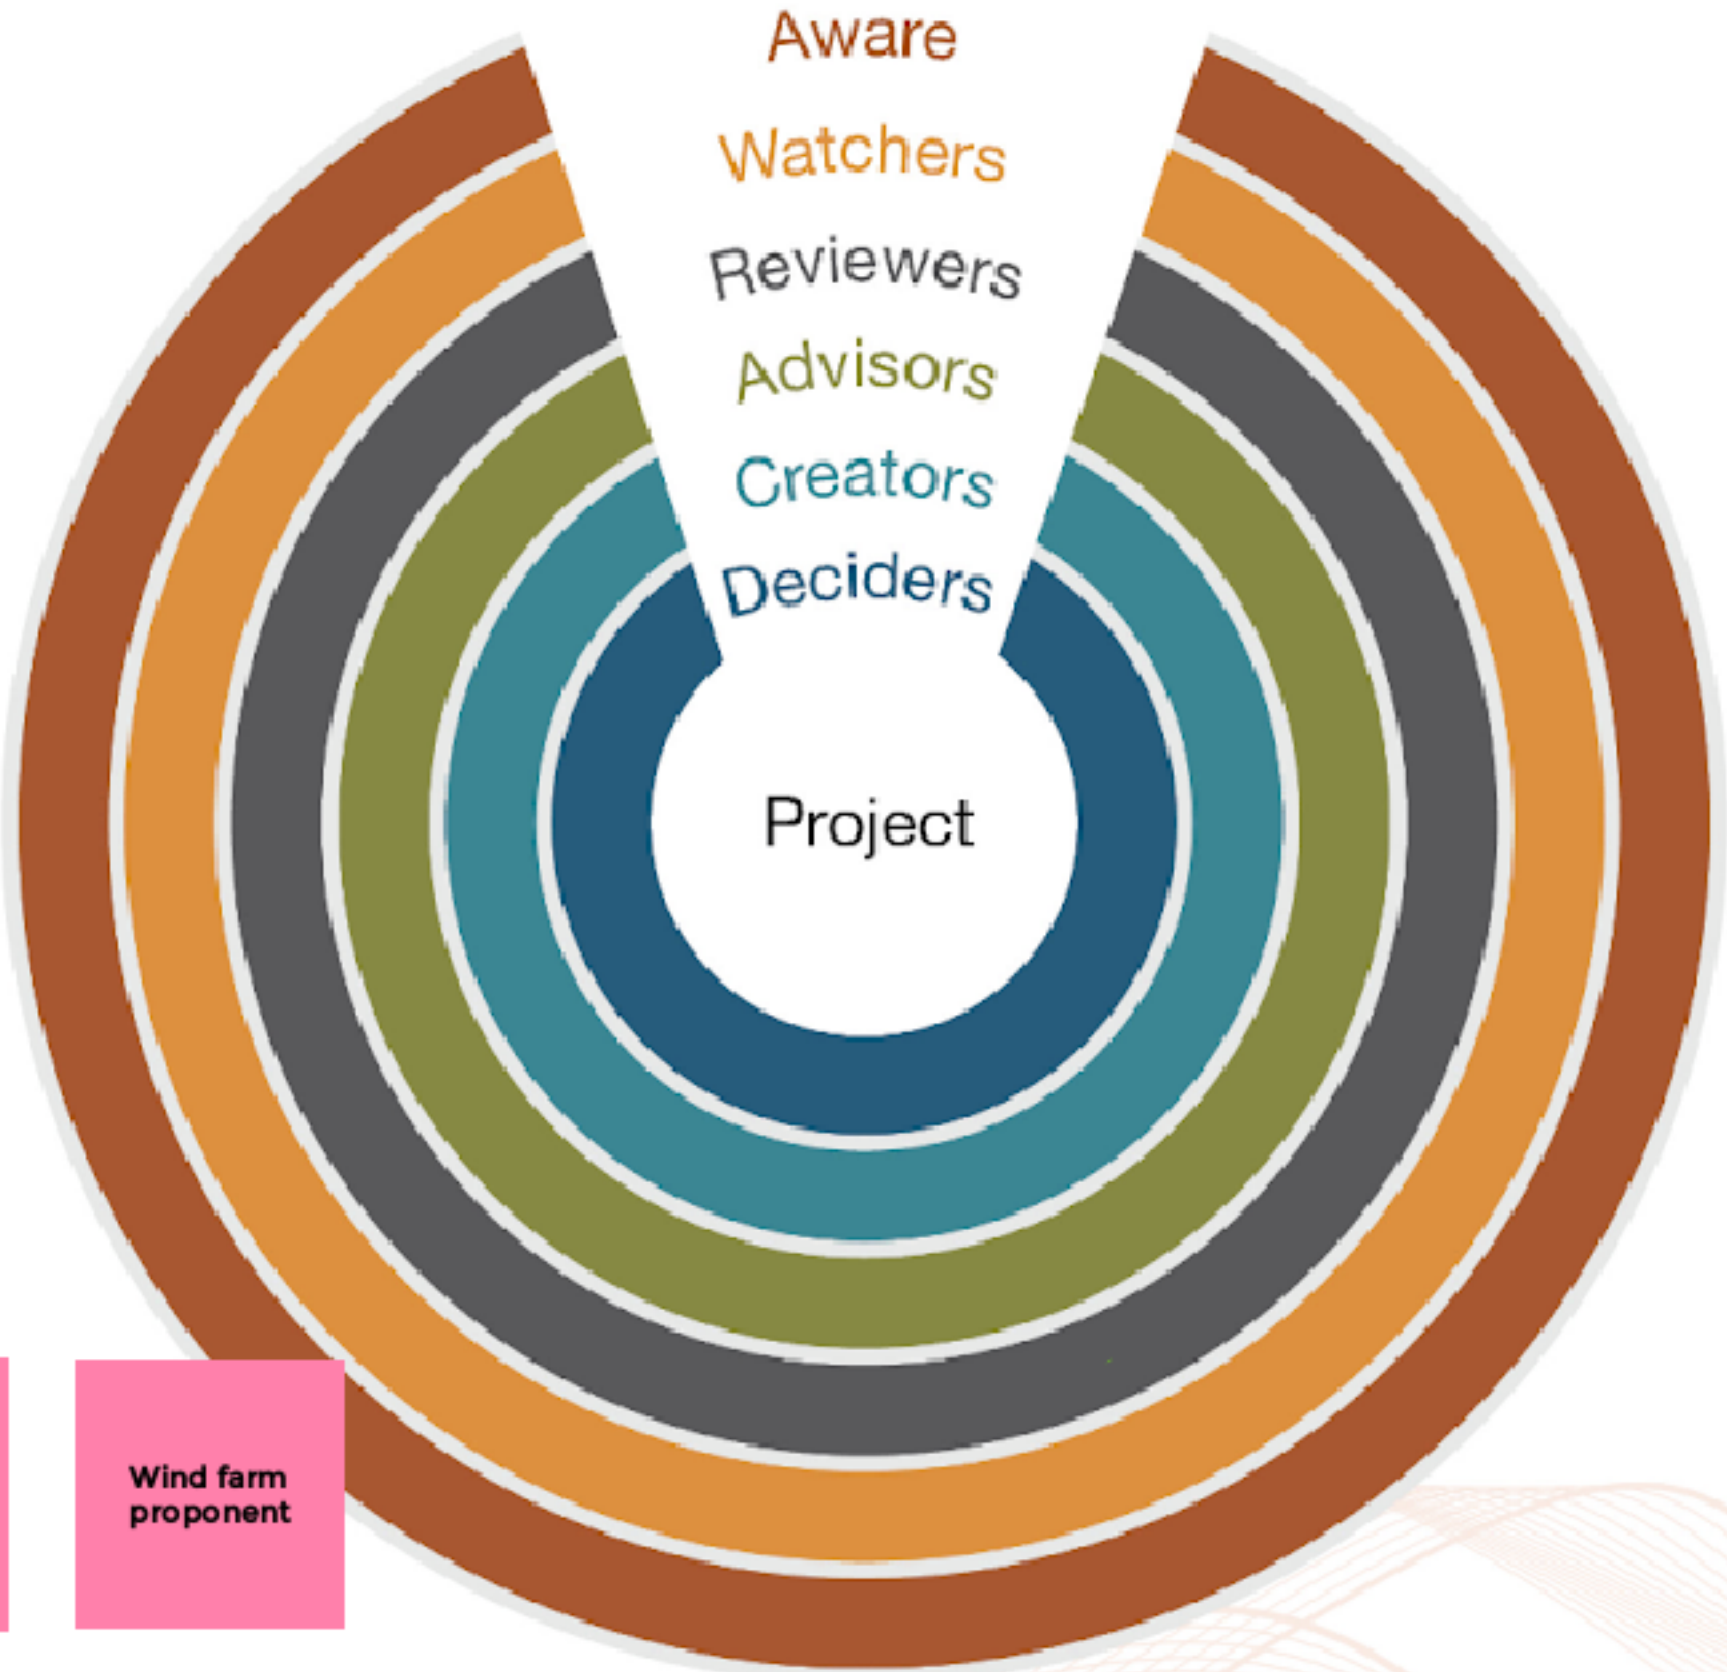 Aware
Watchers
Reviewers
Advisors
Creators
Deciders
Project
Wind farm
proponent